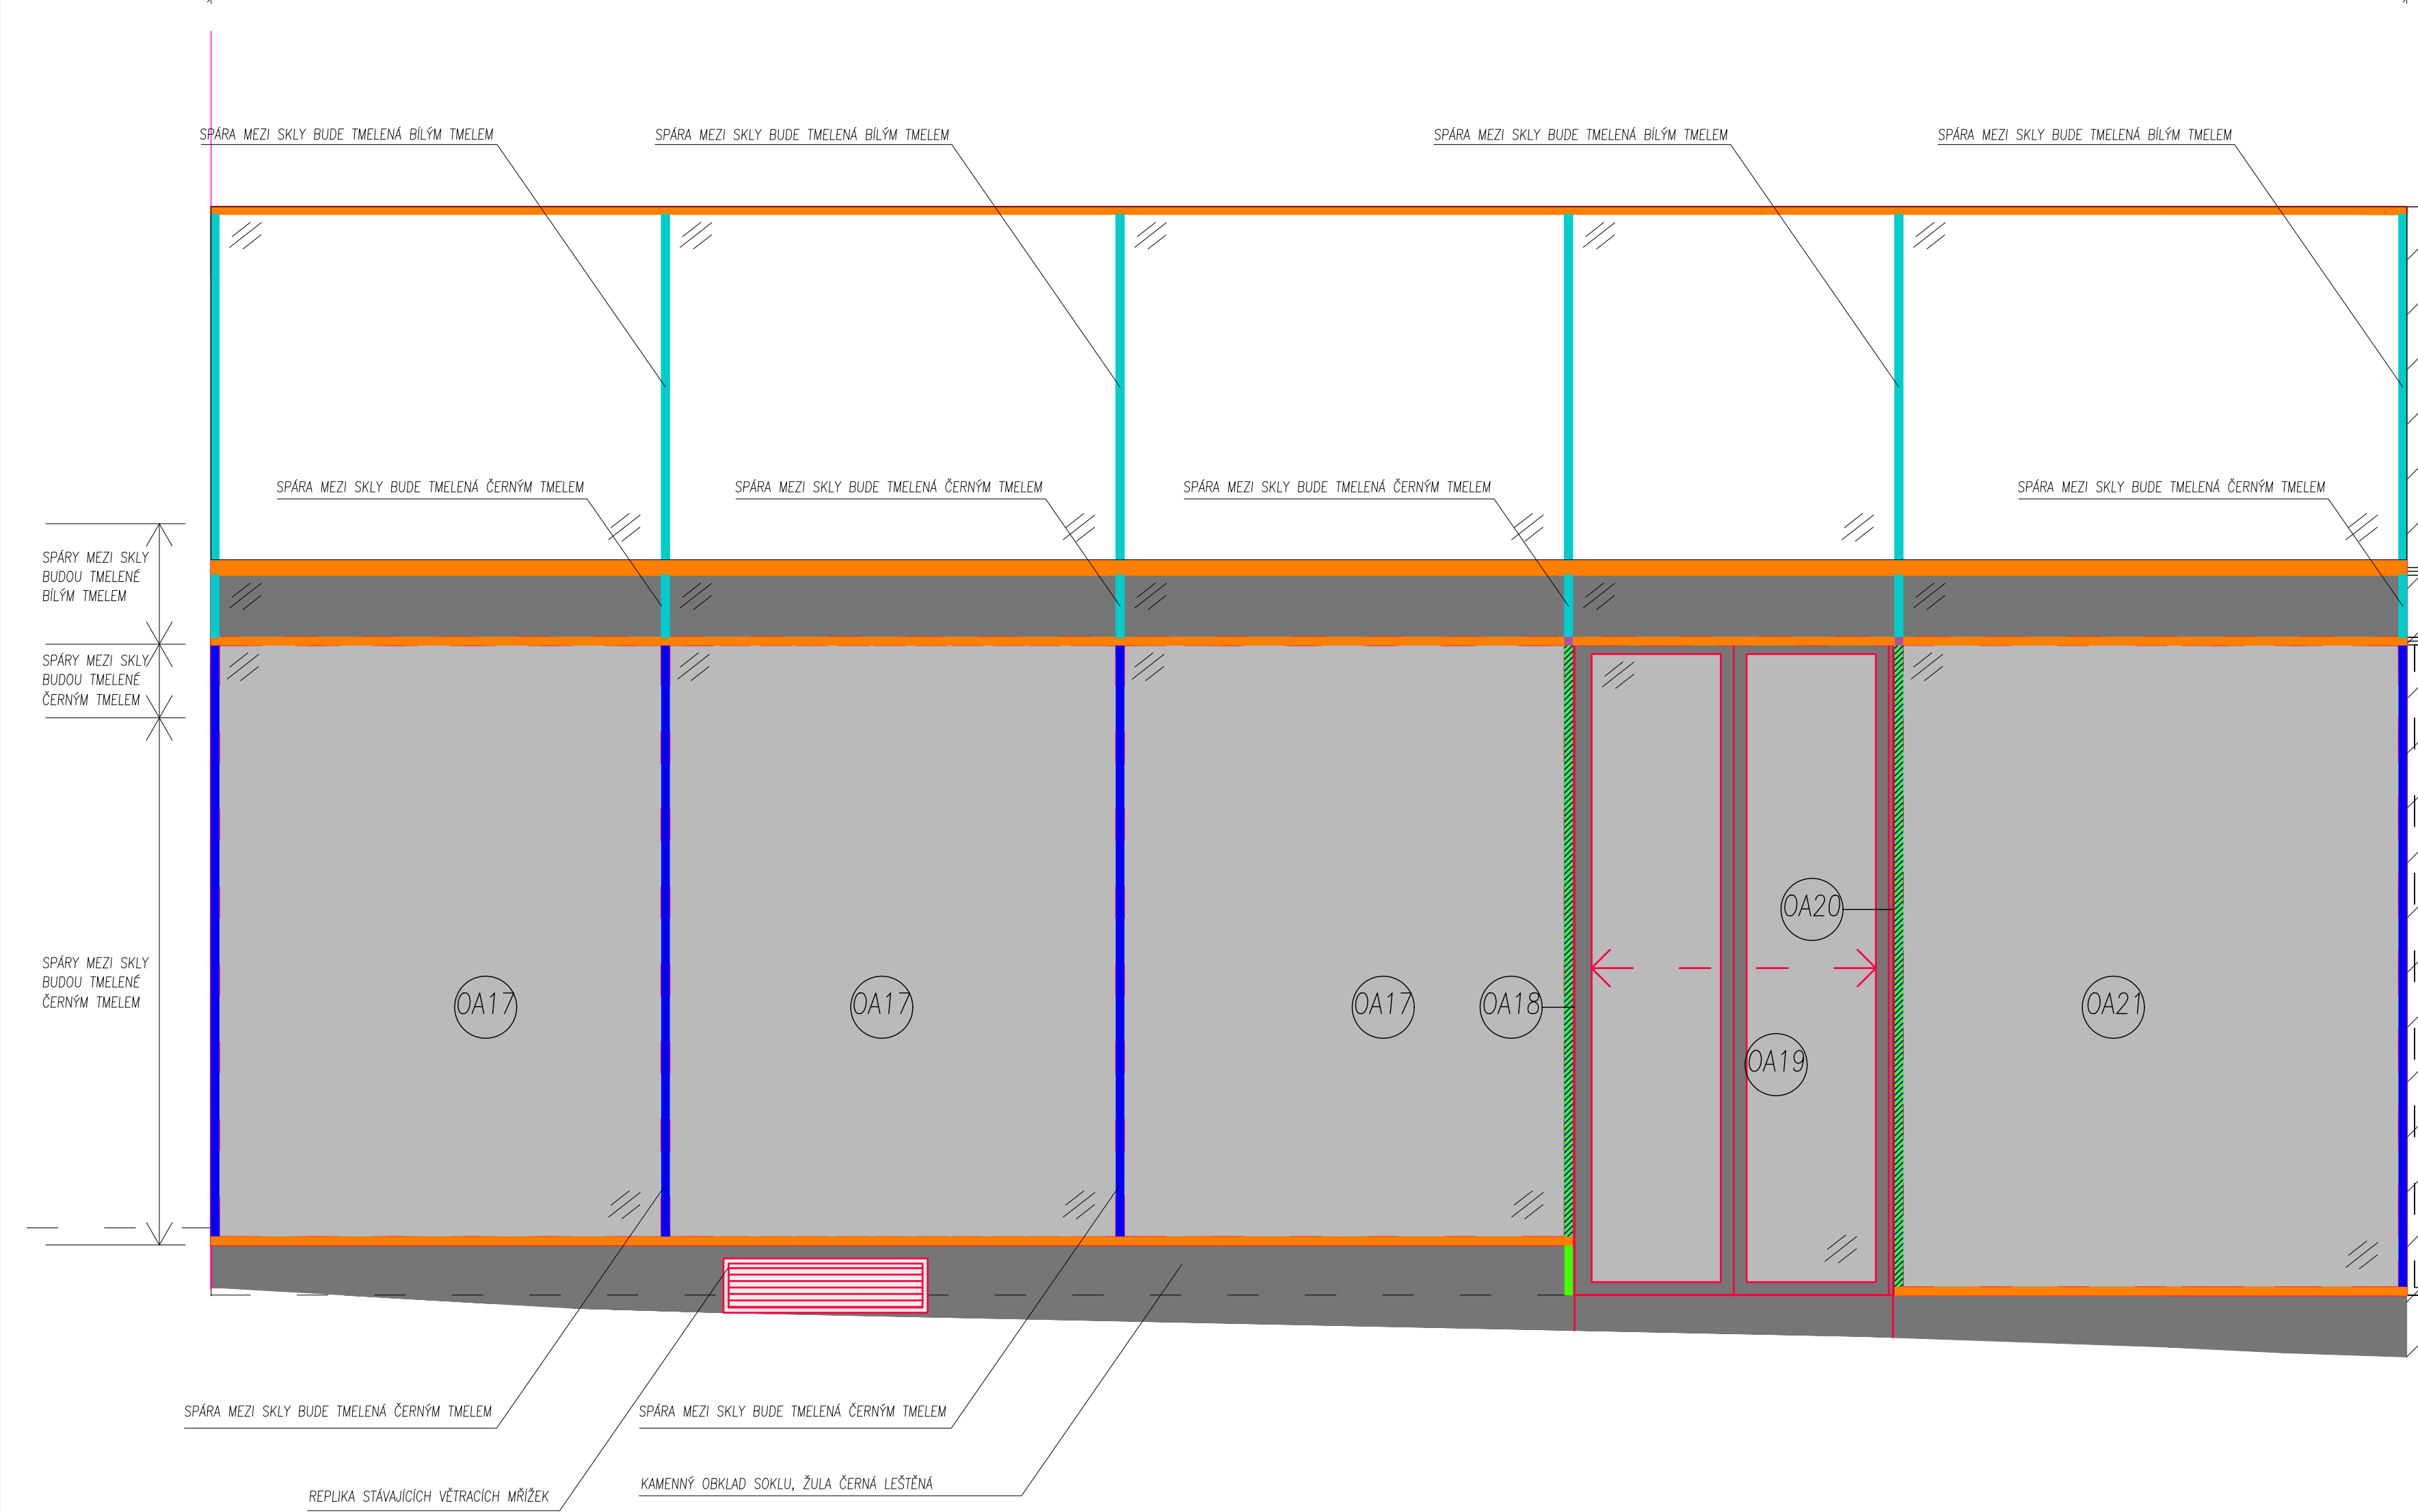 SPÁRA MEZI SKLY BUDE TMELENÁ BÍLÝM TMELEM
SPÁRA MEZI SKLY BUDE TMELENÁ BÍLÝM TMELEM
SPÁRA MEZI SKLY BUDE TMELENÁ BÍLÝM TMELEM
SPÁRA MEZI SKLY BUDE TMELENÁ BÍLÝM TMELEM
SPÁRA MEZI SKLY BUDE TMELENÁ ČERNÝM TMELEM
SPÁRA MEZI SKLY BUDE TMELENÁ ČERNÝM TMELEM
SPÁRA MEZI SKLY BUDE TMELENÁ ČERNÝM TMELEM
SPÁRA MEZI SKLY BUDE TMELENÁ ČERNÝM TMELEM
SPÁRY MEZI SKLY
BUDOU TMELENÉ
BÍLÝM TMELEM
SPÁRY MEZI SKLY
BUDOU TMELENÉ
ČERNÝM TMELEM
OA20
SPÁRY MEZI SKLY
BUDOU TMELENÉ
ČERNÝM TMELEM
OA17
OA17
OA17
OA18
OA21
OA19
SPÁRA MEZI SKLY BUDE TMELENÁ ČERNÝM TMELEM
SPÁRA MEZI SKLY BUDE TMELENÁ ČERNÝM TMELEM
REPLIKA STÁVAJÍCÍCH VĚTRACÍCH MŘÍŽEK
KAMENNÝ OBKLAD SOKLU, ŽULA ČERNÁ LEŠTĚNÁ